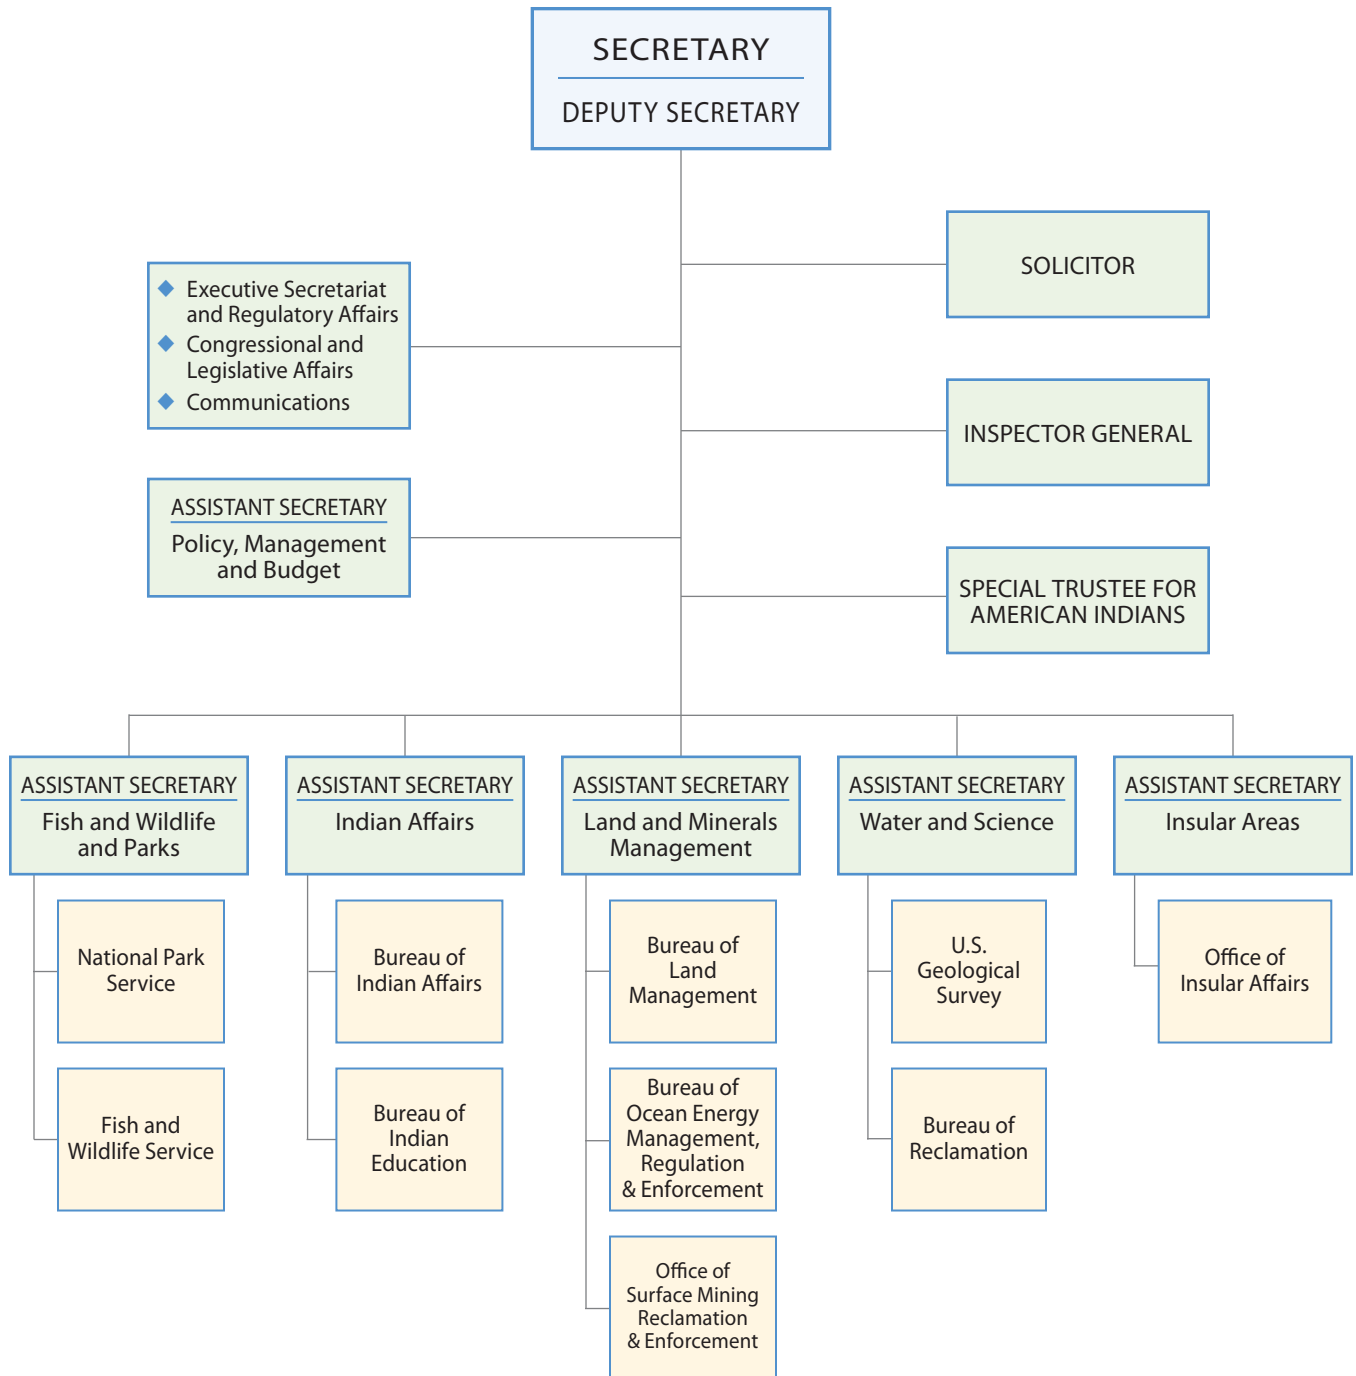 SECRETARY
DEPUTY SECRETARY
SOLICITOR
Executive Secretariat
and Regulatory Affairs
Congressional and
Legislative Affairs
Communications
INSPECTOR GENERAL
ASSISTANT SECRETARY
Policy, Management
and Budget
SPECIAL TRUSTEE FOR
AMERICAN INDIANS
ASSISTANT SECRETARY
Fish and Wildlife
and Parks
ASSISTANT SECRETARY
Indian Affairs
ASSISTANT SECRETARY
Land and Minerals
Management
ASSISTANT SECRETARY
Water and Science
ASSISTANT SECRETARY
Insular Areas
National Park
Service
Bureau of
Indian Affairs
Bureau of
Land
Management
U.S.
Geological
Survey
Office of
Insular Affairs
Fish and
Wildlife Service
Bureau of
Indian
Education
Bureau of
Ocean Energy
Management,
Regulation
& Enforcement
Bureau of
Reclamation
Office of
Surface Mining
Reclamation
& Enforcement